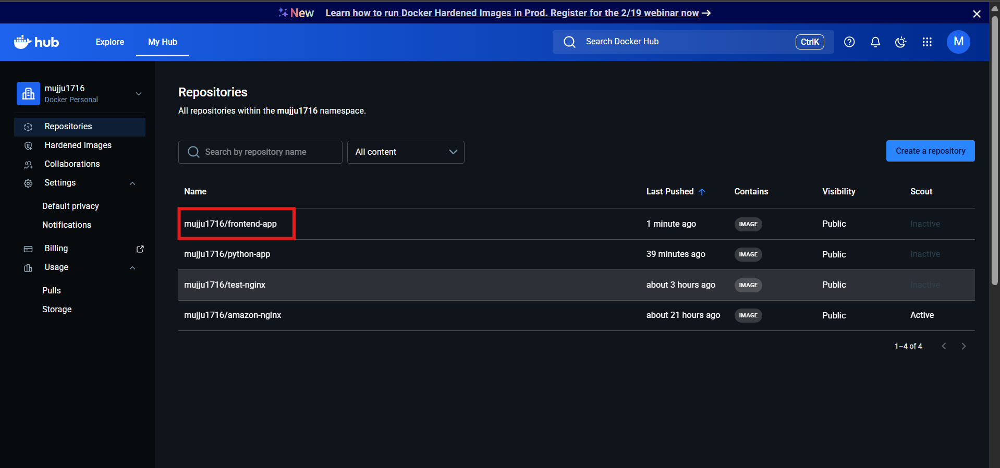 New Learn how to run Docker Hardened Images in Prod. Register for the 2/19 webinar now →
hub Explore My Hub Search Docker Hub CtrlK M
mujju1716
Docker Personal
Repositories
Hardened Images
Collaborations
Settings
Default privacy
Notifications
Billing
Usage
Pulls
Storage
Repositories
All repositories within the mujju1716 namespace.
Search by repository name All content Create a repository
Name Last Pushed Contains Visibility Scout
mujju1716/frontend-app 1 minute ago IMAGE Public Inactive
mujju1716/python-app 39 minutes ago IMAGE Public Inactive
mujju1716/test-nginx about 3 hours ago IMAGE Public Inactive
mujju1716/amazon-nginx about 21 hours ago IMAGE Public Active
1–4 of 4